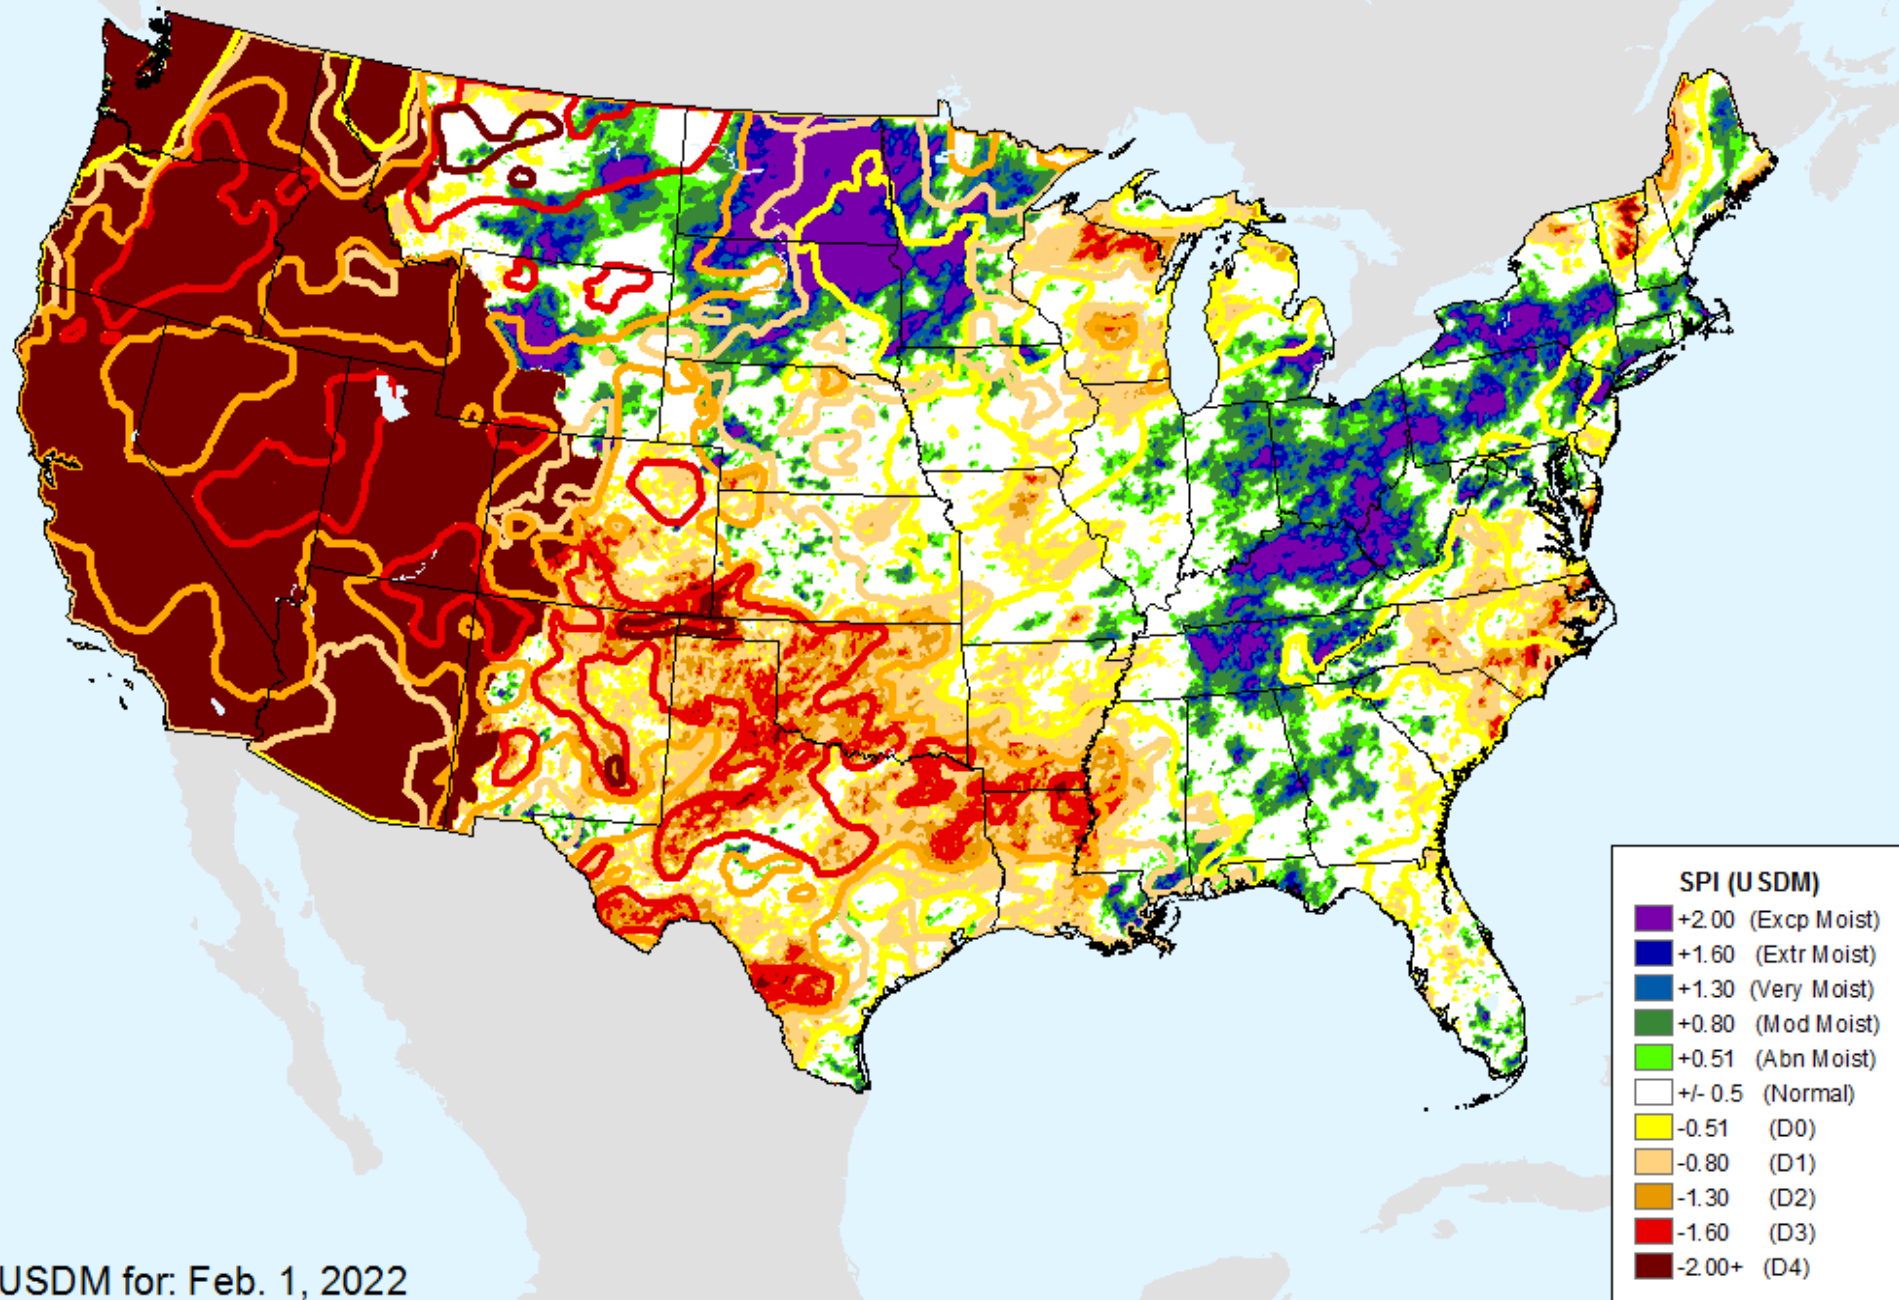 SPI (USDM)
+2.00 (Excp Moist)
+1.60 (Extr Moist)
+1.30 (Very Moist)
+0.80 (Mod Moist)
+0.51 (Abn Moist)
+/- 0.5 (Normal)
-0.51 (D0)
-0.80 (D1)
-1.30 (D2)
-1.60 (D3)
-2.00+ (D4)
USDM for: Feb. 1, 2022